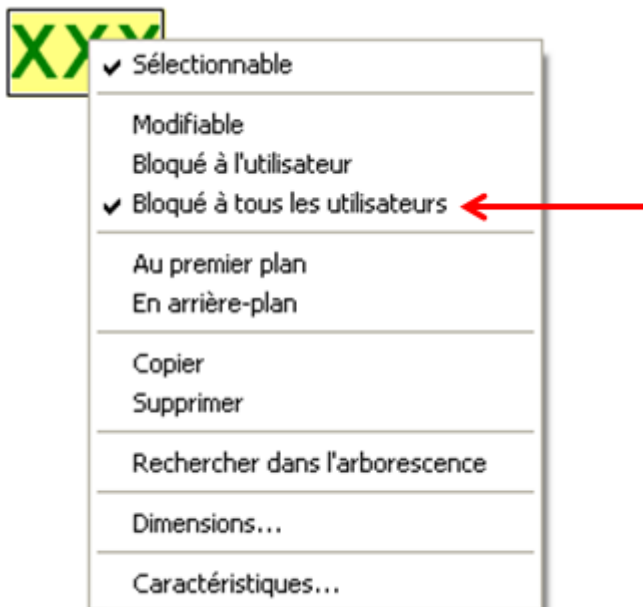 XXX
Sélectionnable
Modifiable
Bloqué à l'utilisateur
Bloqué à tous les utilisateurs
Au premier plan
En arrière-plan
Copier
Supprimer
Rechercher dans l'arborescence
Dimensions...
Caractéristiques...